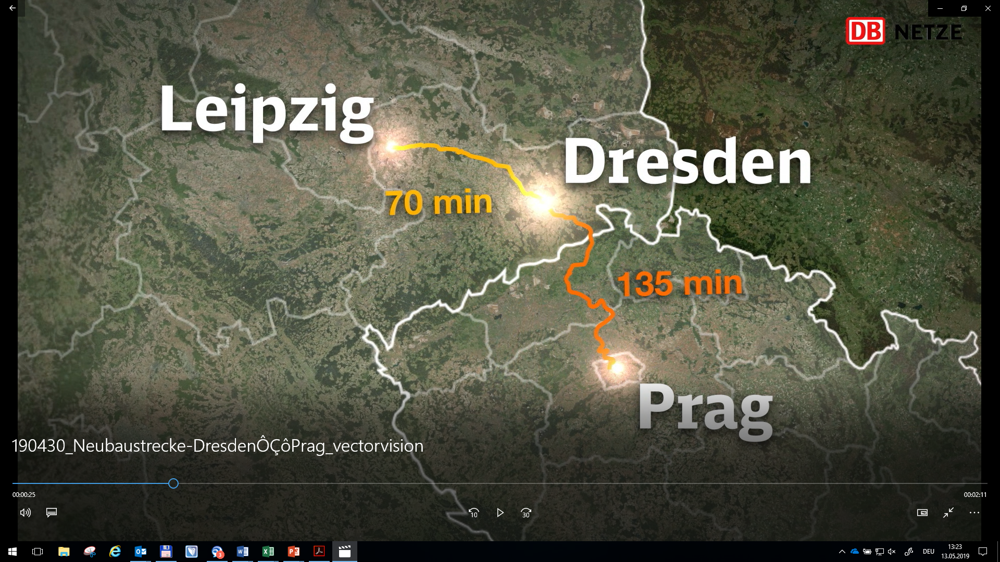 DB NETZE
Leipzig
Dresden
70 min
135 min
Prag
190430_Neubaustrecke-DresdenÔÇôPrag_vectorvision
00:00:25
00:02:11
10
30
3
DEU
13:23
13.05.2019